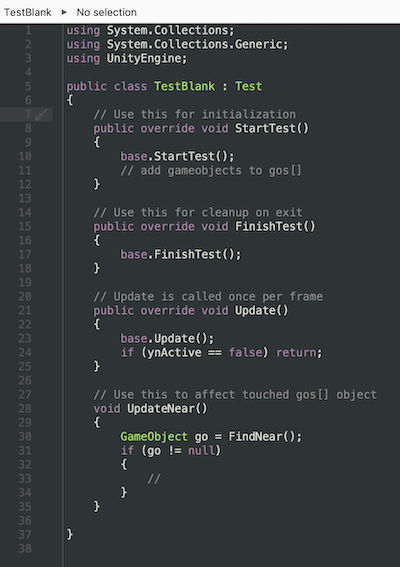 TestBlank ▶ No selection
1 using System.Collections;
2 using System.Collections.Generic;
3 using UnityEngine;
4
5 public class TestBlank : Test
6 {
7     // Use this for initialization
8     public override void StartTest()
9     {
10         base.StartTest();
11         // add gameobjects to gos[]
12     }
13
14     // Use this for cleanup on exit
15     public override void FinishTest()
16     {
17         base.FinishTest();
18     }
19
20     // Update is called once per frame
21     public override void Update()
22     {
23         base.Update();
24         if (ynActive == false) return;
25     }
26
27     // Use this to affect touched gos[] object
28     void UpdateNear()
29     {
30         GameObject go = FindNear();
31         if (go != null)
32         {
33             //
34         }
35     }
36
37 }
38